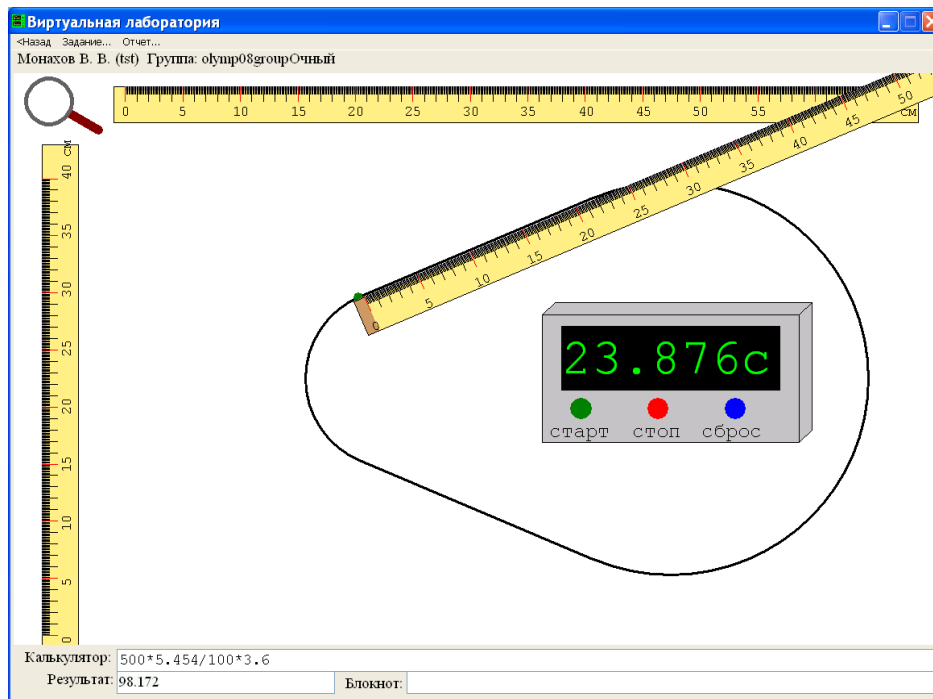 Виртуальная лаборатория
<Назад Задание... Отчет...
Монахов В. В. (tst) Группа: olymp08groupОчный
0 5 10 15 20 25 30 35 40 45 50 55 см
0 5 10 15 20 25 30 35 40 45 50
0 5 10 15 20 25 30 35 40 см
23.876с
старт стоп сброс
Калькулятор: 500*5.454/100*3.6
Результат: 98.172 Блокнот: